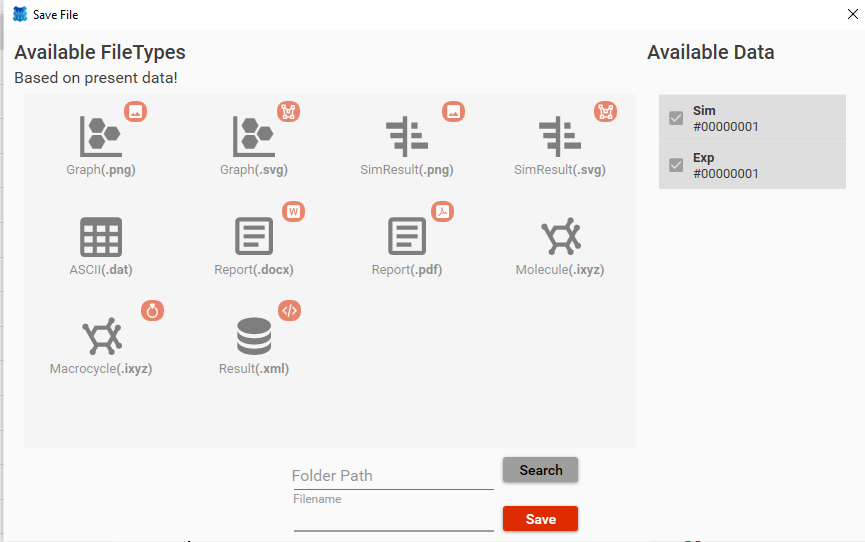 Save File
Available FileTypes
Based on present data!
Available Data
Graph(.png)
Graph(.svg)
SimResult(.png)
SimResult(.svg)
Sim
#00000001
Exp
#00000001
ASCII(.dat)
W
Report(.docx)
Report(.pdf)
Molecule(.ixyz)
Macrocycle(.ixyz)
Result(.xml)
Folder Path
Search
Filename
Save